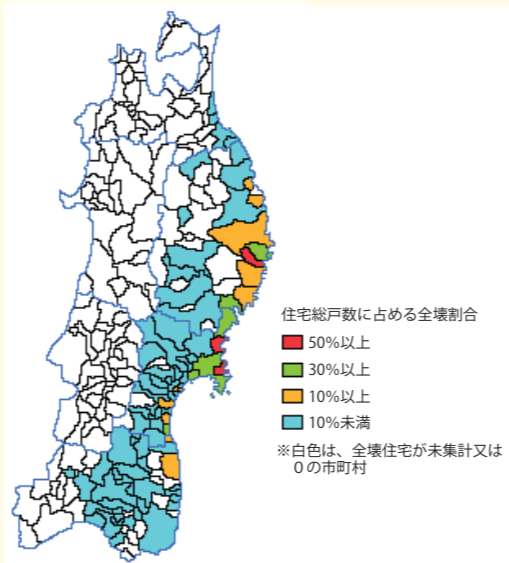 住宅総戸数に占める全壊割合
50％以上
30％以上
10％以上
10％未満
※白色は、全壊住宅が未集計又は
０の市町村